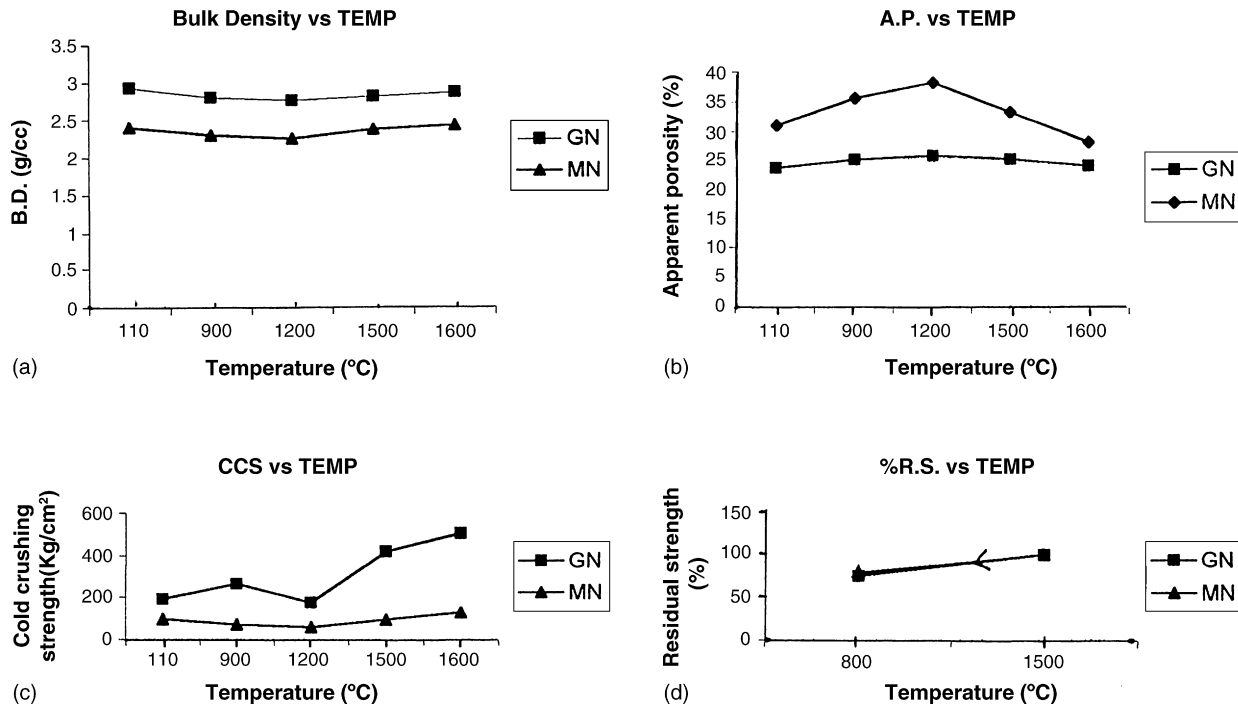 Bulk Density vs TEMP
3.5
3
2.5
2
1.5
1
0.5
0
B.D. (g/cc)
110 900 1200 1500 1600
Temperature (ºC)
GN
MN
(a)
A.P. vs TEMP
40
35
30
25
20
15
10
5
0
Apparent porosity (%)
110 900 1200 1500 1600
Temperature (ºC)
GN
MN
(b)
CCS vs TEMP
600
400
200
0
Cold crushing
strength(Kg/cm²)
110 900 1200 1500 1600
Temperature (ºC)
GN
MN
(c)
%R.S. vs TEMP
150
100
50
0
Residual strength
(%)
800 1500
Temperature (ºC)
GN
MN
(d)